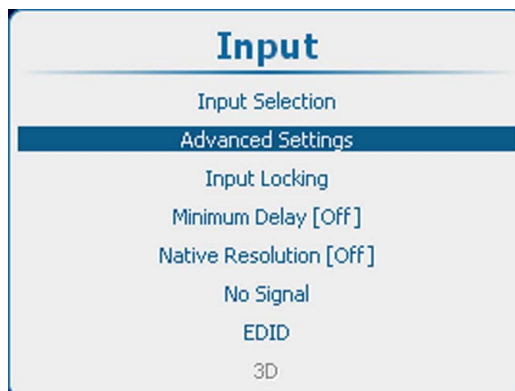 Input
Input Selection
Advanced Settings
Input Locking
Minimum Delay [Off]
Native Resolution [Off]
No Signal
EDID
3D